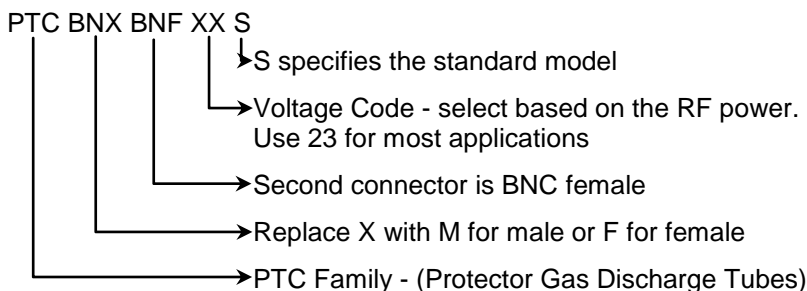 PTC BNX BNF XX S
S specifies the standard model
Voltage Code - select based on the RF power.
Use 23 for most applications
Second connector is BNC female
Replace X with M for male or F for female
PTC Family - (Protector Gas Discharge Tubes)